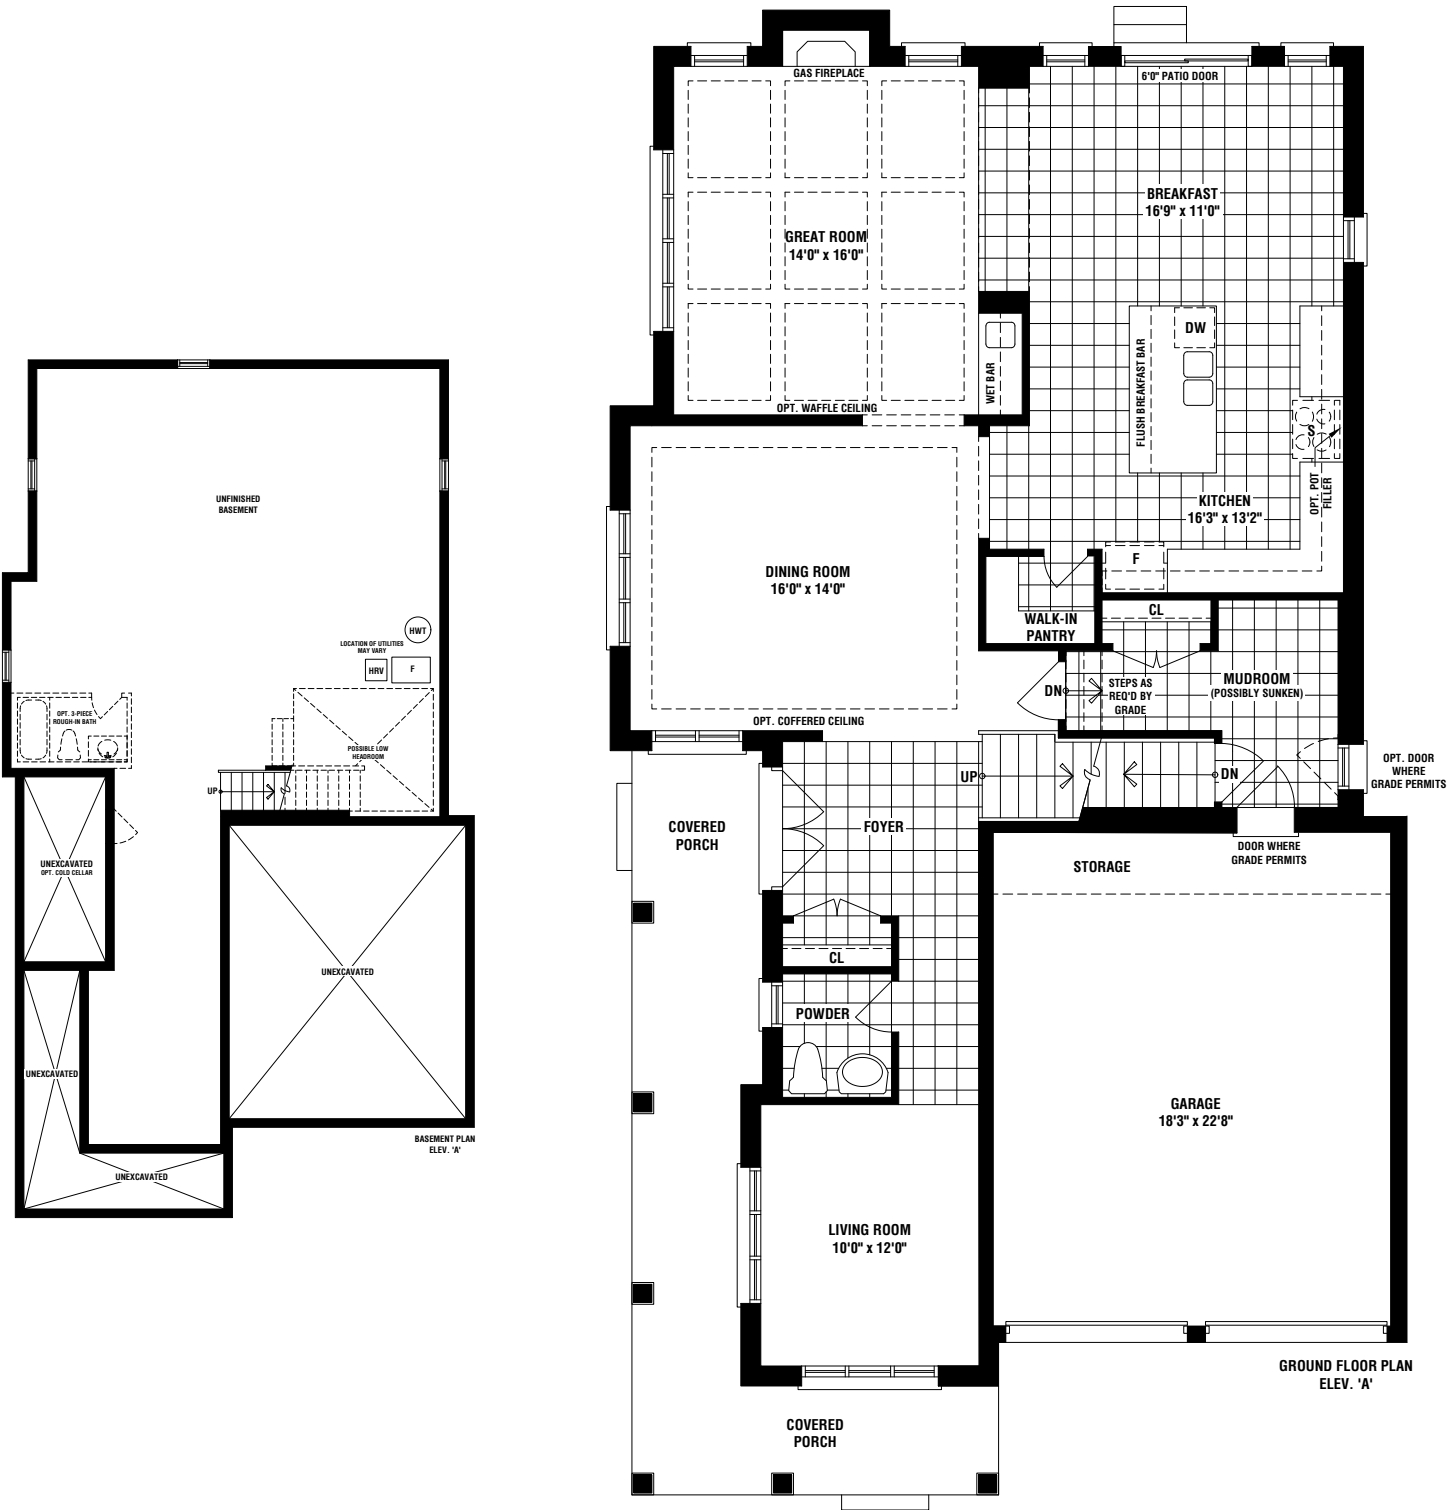 GAS FIREPLACE
6'0" PATIO DOOR
BREAKFAST
16'9" x 11'0"
GREAT ROOM
14'0" x 16'0"
DW
FLUSH BREAKFAST BAR
WET BAR
OPT. WAFFLE CEILING
S
OPT. POT
FILLER
KITCHEN
16'3" x 13'2"
F
DINING ROOM
16'0" x 14'0"
WALK-IN
PANTRY
CL
MUDROOM
(POSSIBLY SUNKEN)
DN
STEPS AS
REQ'D BY
GRADE
OPT. COFFERED CEILING
UP
DN
OPT. DOOR
WHERE
GRADE PERMITS
COVERED
PORCH
FOYER
DOOR WHERE
GRADE PERMITS
STORAGE
CL
POWDER
GARAGE
18'3" x 22'8"
LIVING ROOM
10'0" x 12'0"
GROUND FLOOR PLAN
ELEV. 'A'
COVERED
PORCH
UNFINISHED
BASEMENT
HWT
LOCATION OF UTILITIES
MAY VARY
HRV
F
OPT. 3-PIECE
ROUGH-IN BATH
POSSIBLE LOW
HEADROOM
UP
UNEXCAVATED
OPT. COLD CELLAR
UNEXCAVATED
UNEXCAVATED
UNEXCAVATED
BASEMENT PLAN
ELEV. 'A'